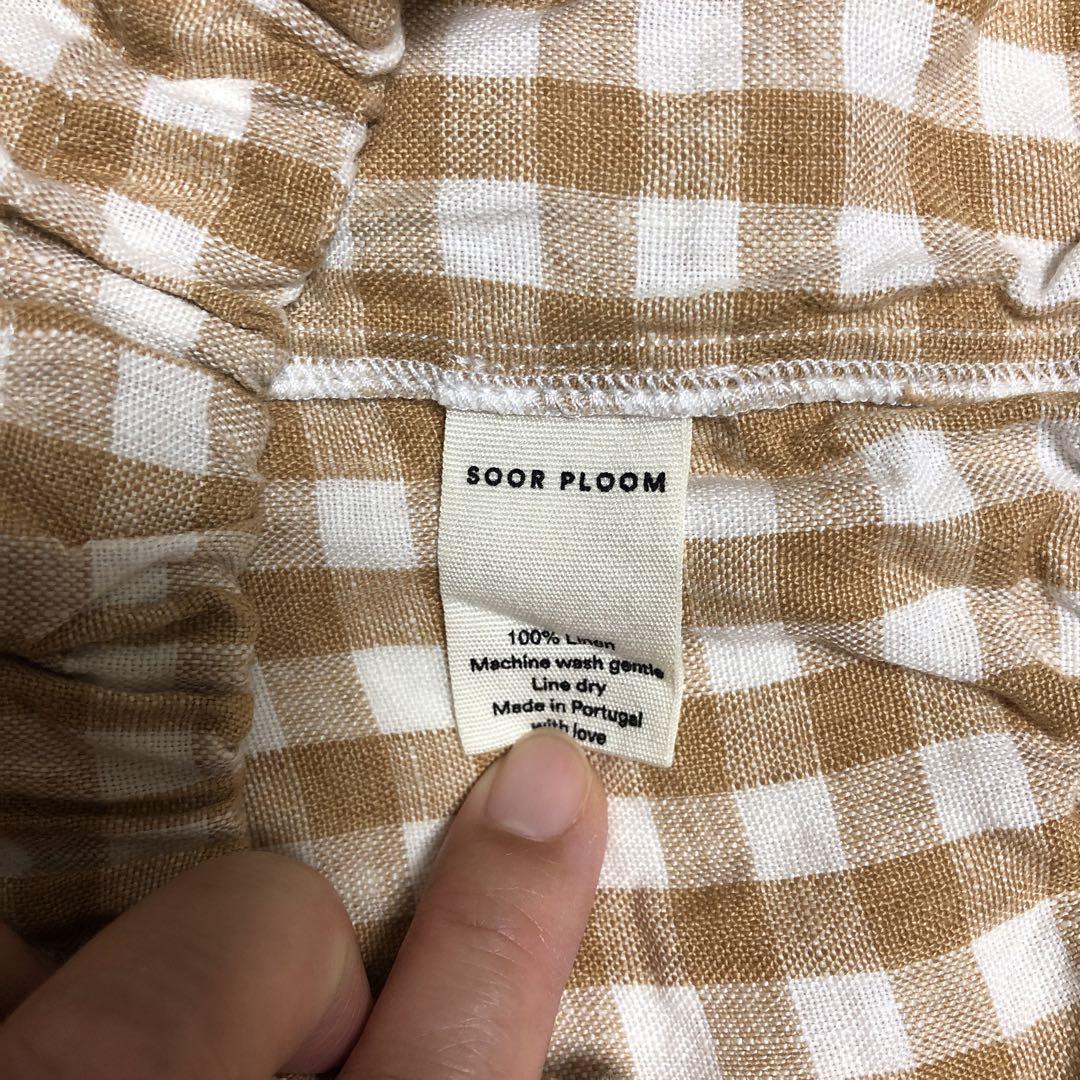 SOOR PLOOM
100% Linen
Machine wash gentle
Line dry
Made in Portugal
with love